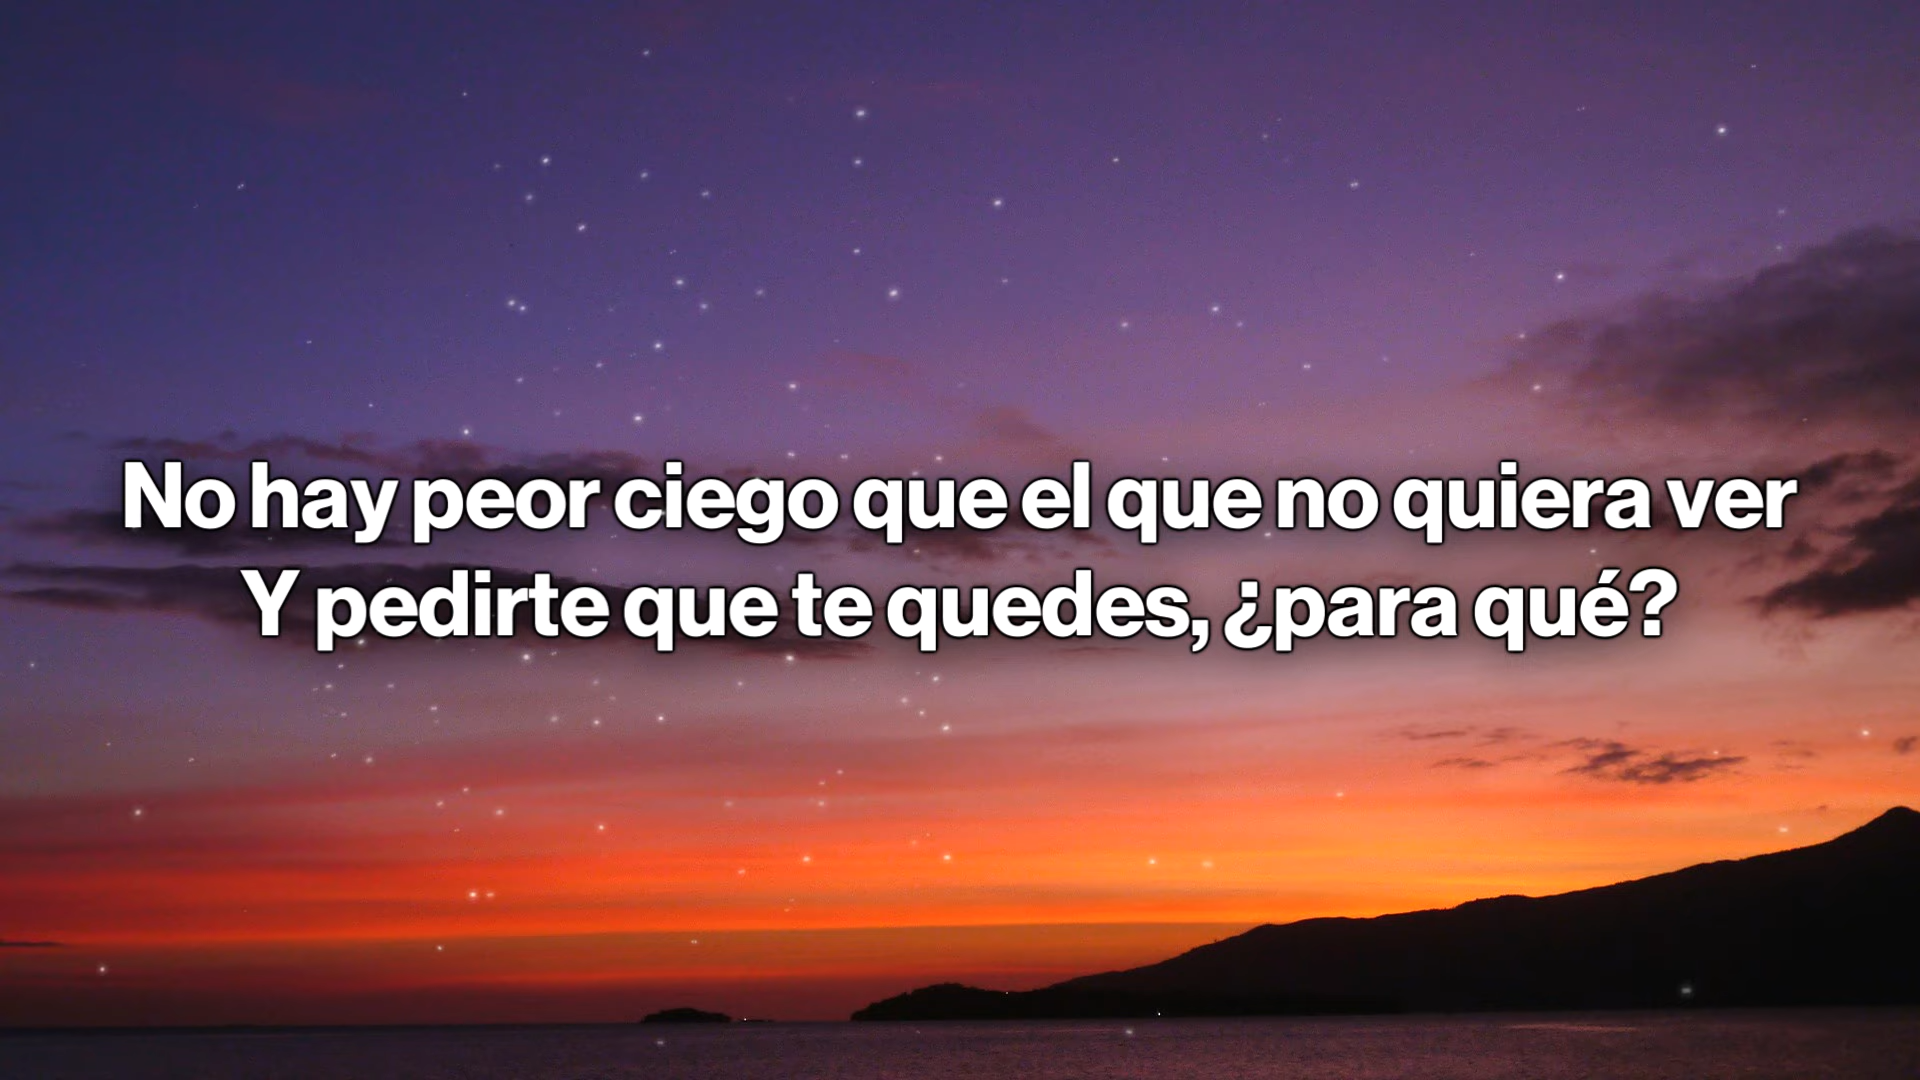 No hay peor ciego que el que no quiera ver
Y pedirte que te quedes, ¿para qué?